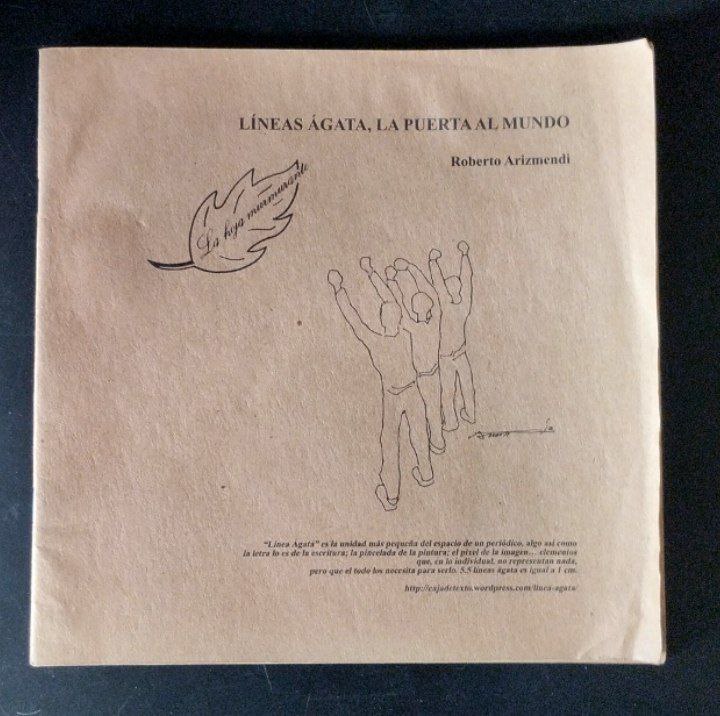 LÍNEAS ÁGATA, LA PUERTA AL MUNDO
Roberto Arizmendi
La hoja murmurante
"Línea Agata" es la unidad más pequeña del espacio de un periódico, algo así como
la letra lo es de la escritura; la pincelada de la pintura; el pixel de la imagen... elementos
que, en lo individual, no representan nada,
pero que el todo los necesita para serlo. 5.5 líneas ágata es igual a 1 cm.
http://cajadetexto.wordpress.com/linea-agata/